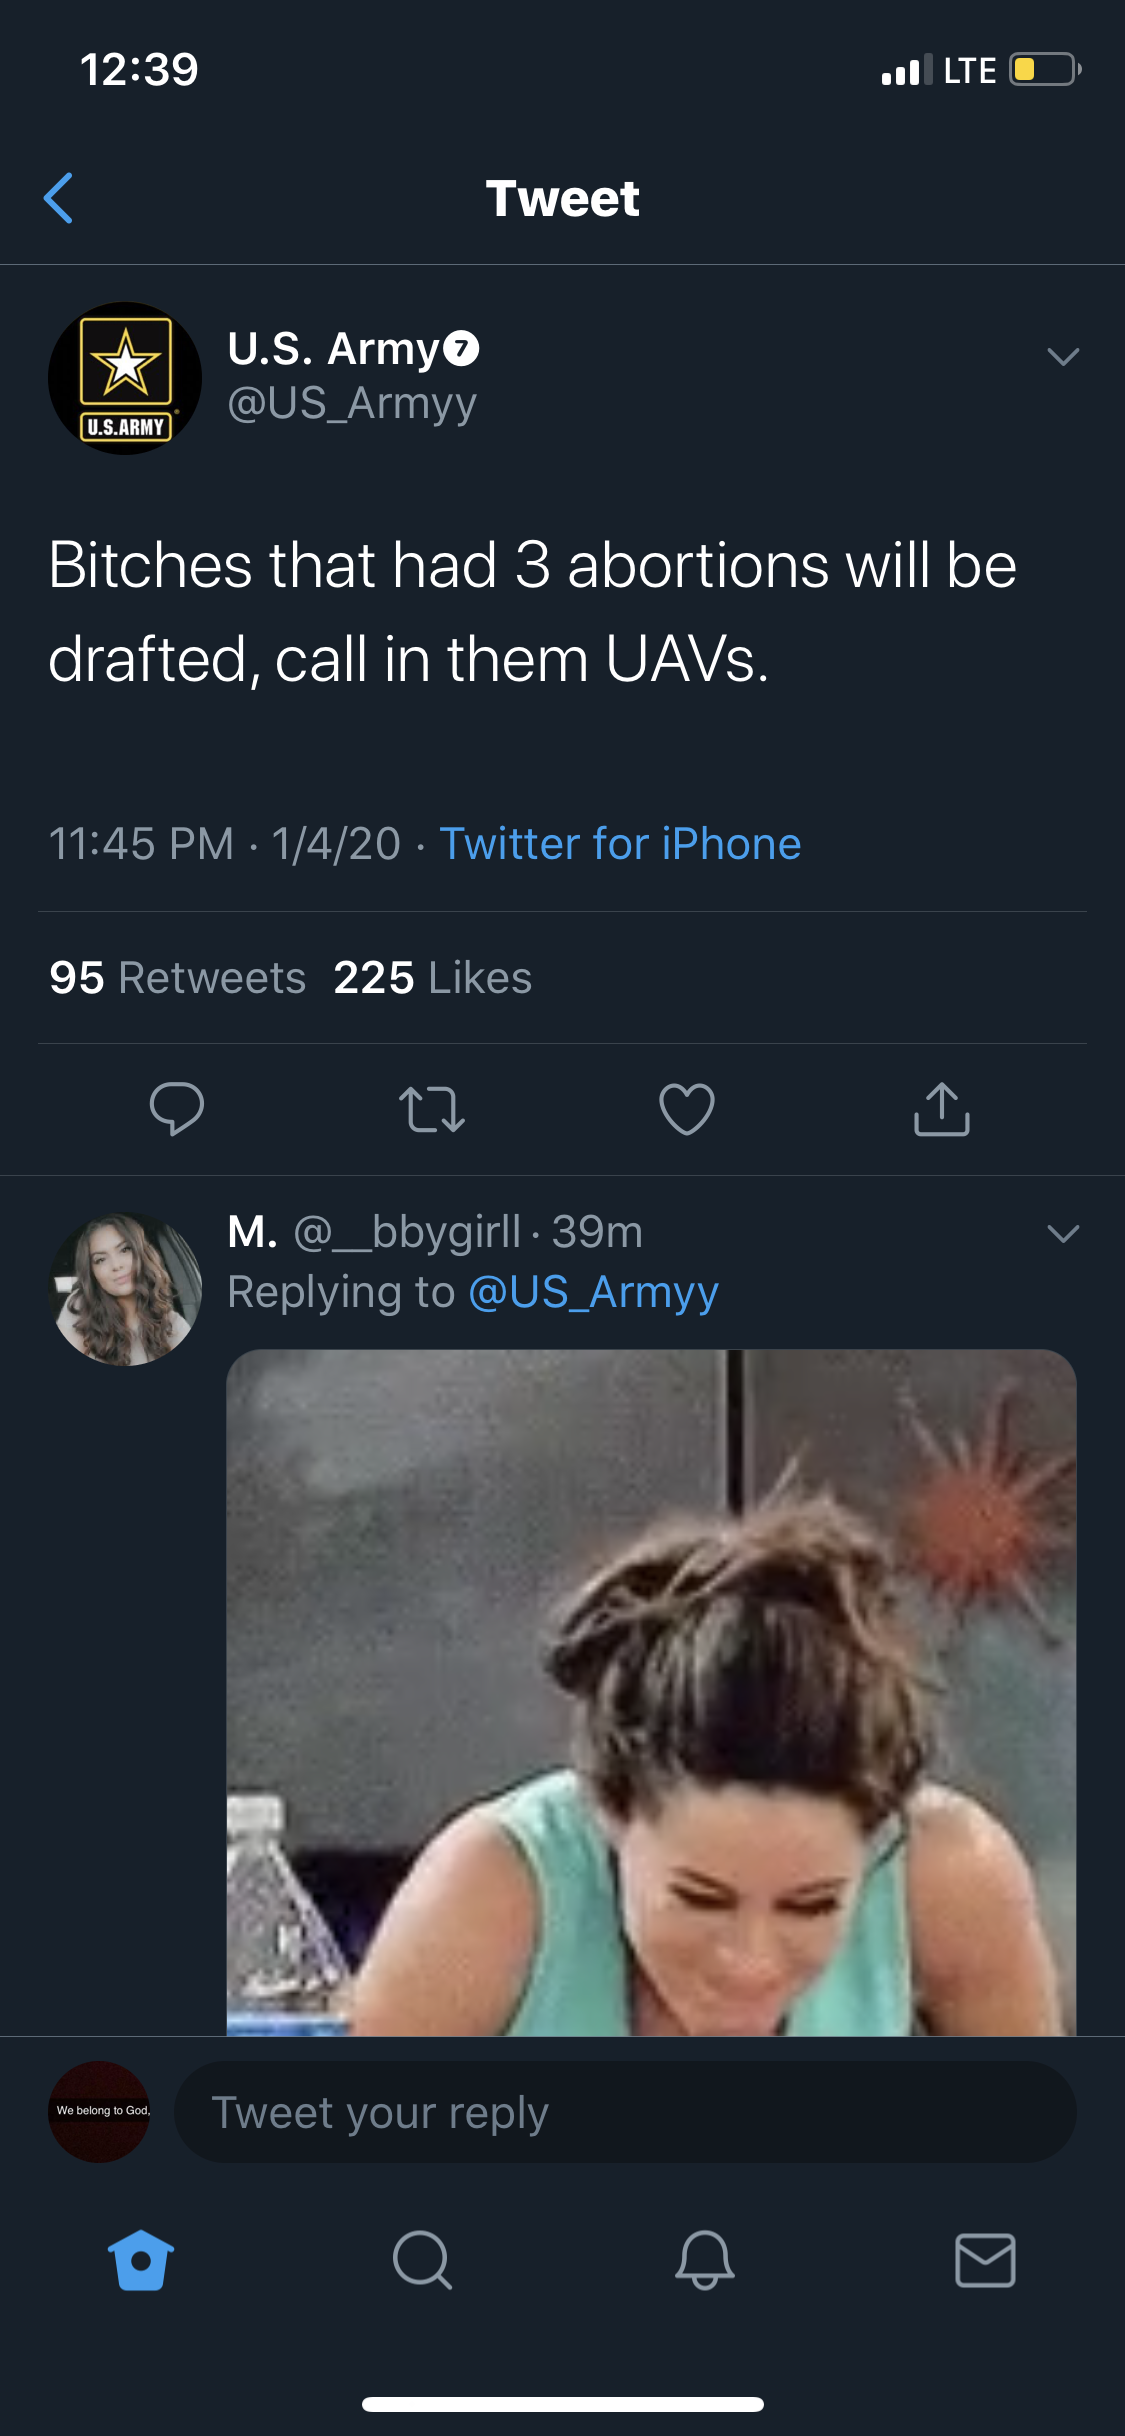 12:39
LTE
Tweet
U.S. Army❼
@US_Armyy
U.S.ARMY
Bitches that had 3 abortions will be
drafted, call in them UAVs.
11:45 PM · 1/4/20 · Twitter for iPhone
95 Retweets 225 Likes
M. @__bbygirll · 39m
Replying to @US_Armyy
We belong to God,
Tweet your reply